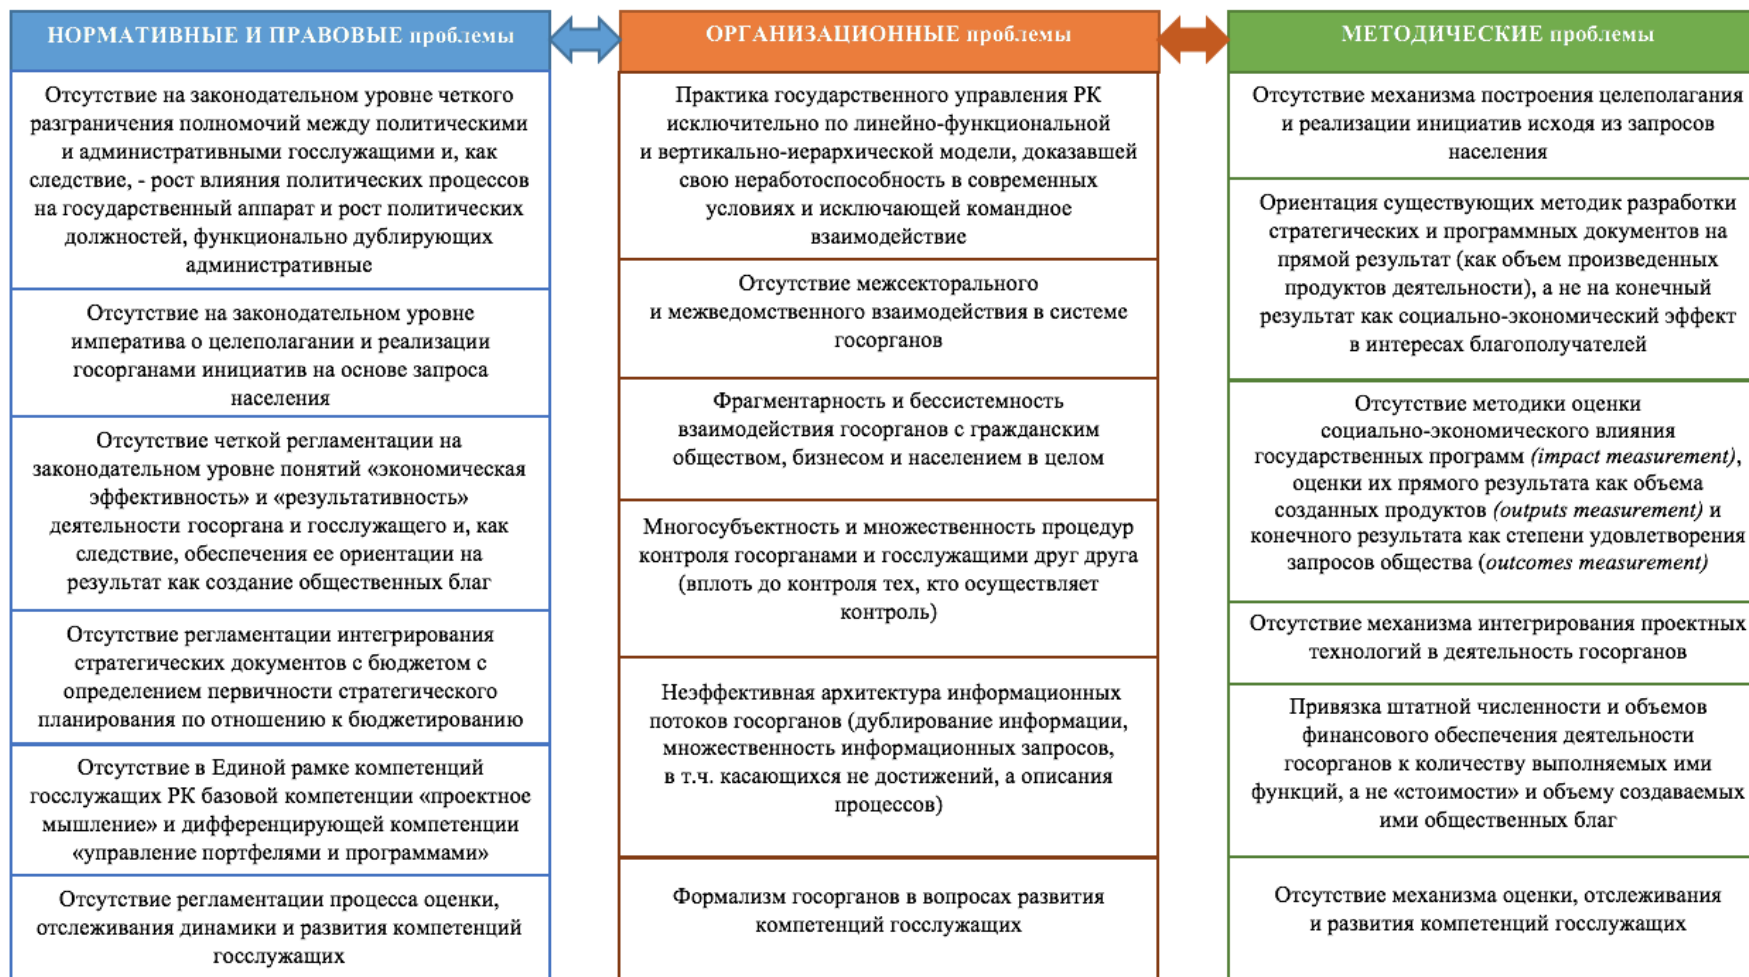 НОРМАТИВНЫЕ И ПРАВОВЫЕ проблемы
Отсутствие на законодательном уровне четкого
разграничения полномочий между политическими
и административными госслужащими и, как
следствие, - рост влияния политических процессов
на государственный аппарат и рост политических
должностей, функционально дублирующих
административные
Отсутствие на законодательном уровне
императива о целеполагании и реализации
госорганами инициатив на основе запроса
населения
Отсутствие четкой регламентации на
законодательном уровне понятий «экономическая
эффективность» и «результативность»
деятельности госоргана и госслужащего и, как
следствие, обеспечения ее ориентации на
результат как создание общественных благ
Отсутствие регламентации интегрирования
стратегических документов с бюджетом с
определением первичности стратегического
планирования по отношению к бюджетированию
Отсутствие в Единой рамке компетенций
госслужащих РК базовой компетенции «проектное
мышление» и дифференцирующей компетенции
«управление портфелями и программами»
Отсутствие регламентации процесса оценки,
отслеживания динамики и развития компетенций
госслужащих
ОРГАНИЗАЦИОННЫЕ проблемы
Практика государственного управления РК
исключительно по линейно-функциональной
и вертикально-иерархической модели, доказавшей
свою неработоспособность в современных
условиях и исключающей командное
взаимодействие
Отсутствие межсекторального
и межведомственного взаимодействия в системе
госорганов
Фрагментарность и бессистемность
взаимодействия госорганов с гражданским
обществом, бизнесом и населением в целом
Многосубъектность и множественность процедур
контроля госорганами и госслужащими друг друга
(вплоть до контроля тех, кто осуществляет
контроль)
Неэффективная архитектура информационных
потоков госорганов (дублирование информации,
множественность информационных запросов,
в т.ч. касающихся не достижений, а описания
процессов)
Формализм госорганов в вопросах развития
компетенций госслужащих
МЕТОДИЧЕСКИЕ проблемы
Отсутствие механизма построения целеполагания
и реализации инициатив исходя из запросов
населения
Ориентация существующих методик разработки
стратегических и программных документов на
прямой результат (как объем произведенных
продуктов деятельности), а не на конечный
результат как социально-экономический эффект
в интересах благополучателей
Отсутствие методики оценки
социально-экономического влияния
государственных программ (impact measurement),
оценки их прямого результата как объема
созданных продуктов (outputs measurement) и
конечного результата как степени удовлетворения
запросов общества (outcomes measurement)
Отсутствие механизма интегрирования проектных
технологий в деятельность госорганов
Привязка штатной численности и объемов
финансового обеспечения деятельности
госорганов к количеству выполняемых ими
функций, а не «стоимости» и объему создаваемых
ими общественных благ
Отсутствие механизма оценки, отслеживания
и развития компетенций госслужащих